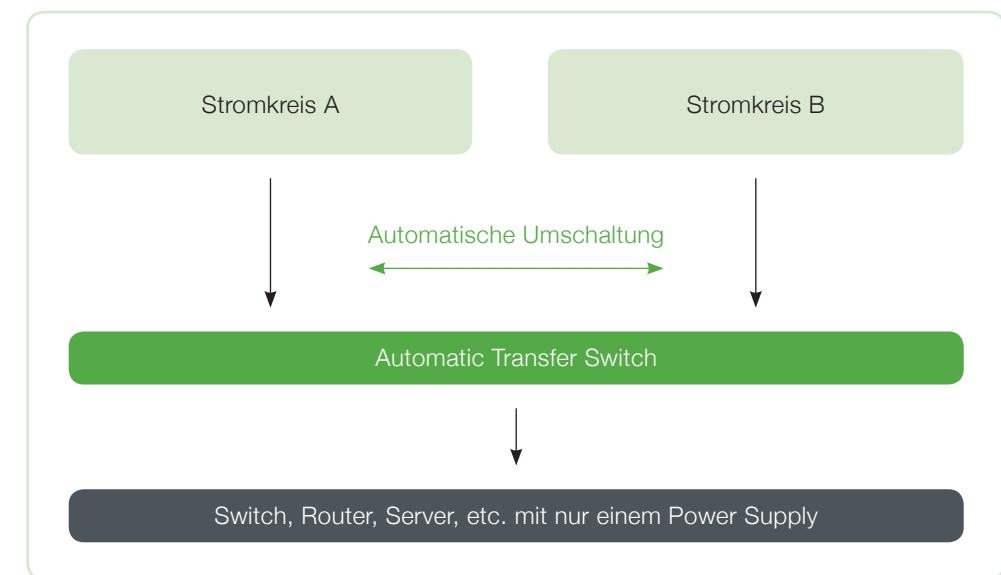 Stromkreis A
Stromkreis B
Automatische Umschaltung
Automatic Transfer Switch
Switch, Router, Server, etc. mit nur einem Power Supply